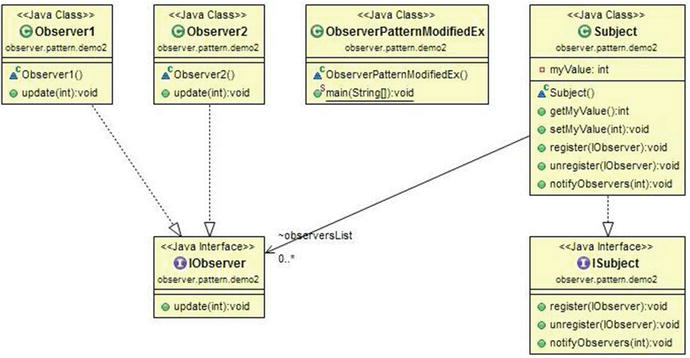 <<Java Class>>
Observer1
observer.pattern.demo2
Observer1()
update(int):void
<<Java Class>>
Observer2
observer.pattern.demo2
Observer2()
update(int):void
<<Java Class>>
ObserverPatternModifiedEx
observer.pattern.demo2
ObserverPatternModifiedEx()
main(String[]):void
<<Java Class>>
Subject
observer.pattern.demo2
myValue: int
Subject()
getMyValue():int
setMyValue(int):void
register(IObserver):void
unregister(IObserver):void
notifyObservers(int):void
~observersList
0..*
<<Java Interface>>
IObserver
observer.pattern.demo2
update(int):void
<<Java Interface>>
ISubject
observer.pattern.demo2
register(IObserver):void
unregister(IObserver):void
notifyObservers(int):void